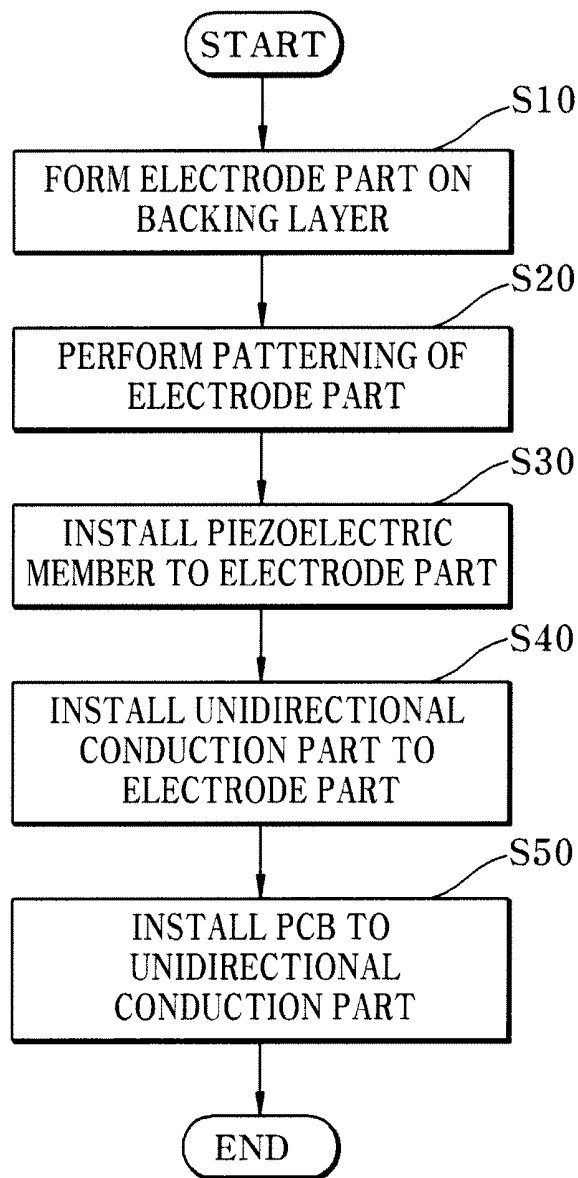 START
S10
FORM ELECTRODE PART ON
BACKING LAYER
S20
PERFORM PATTERNING OF
ELECTRODE PART
S30
INSTALL PIEZOELECTRIC
MEMBER TO ELECTRODE PART
S40
INSTALL UNIDIRECTIONAL
CONDUCTION PART TO
ELECTRODE PART
S50
INSTALL PCB TO
UNIDIRECTIONAL
CONDUCTION PART
END